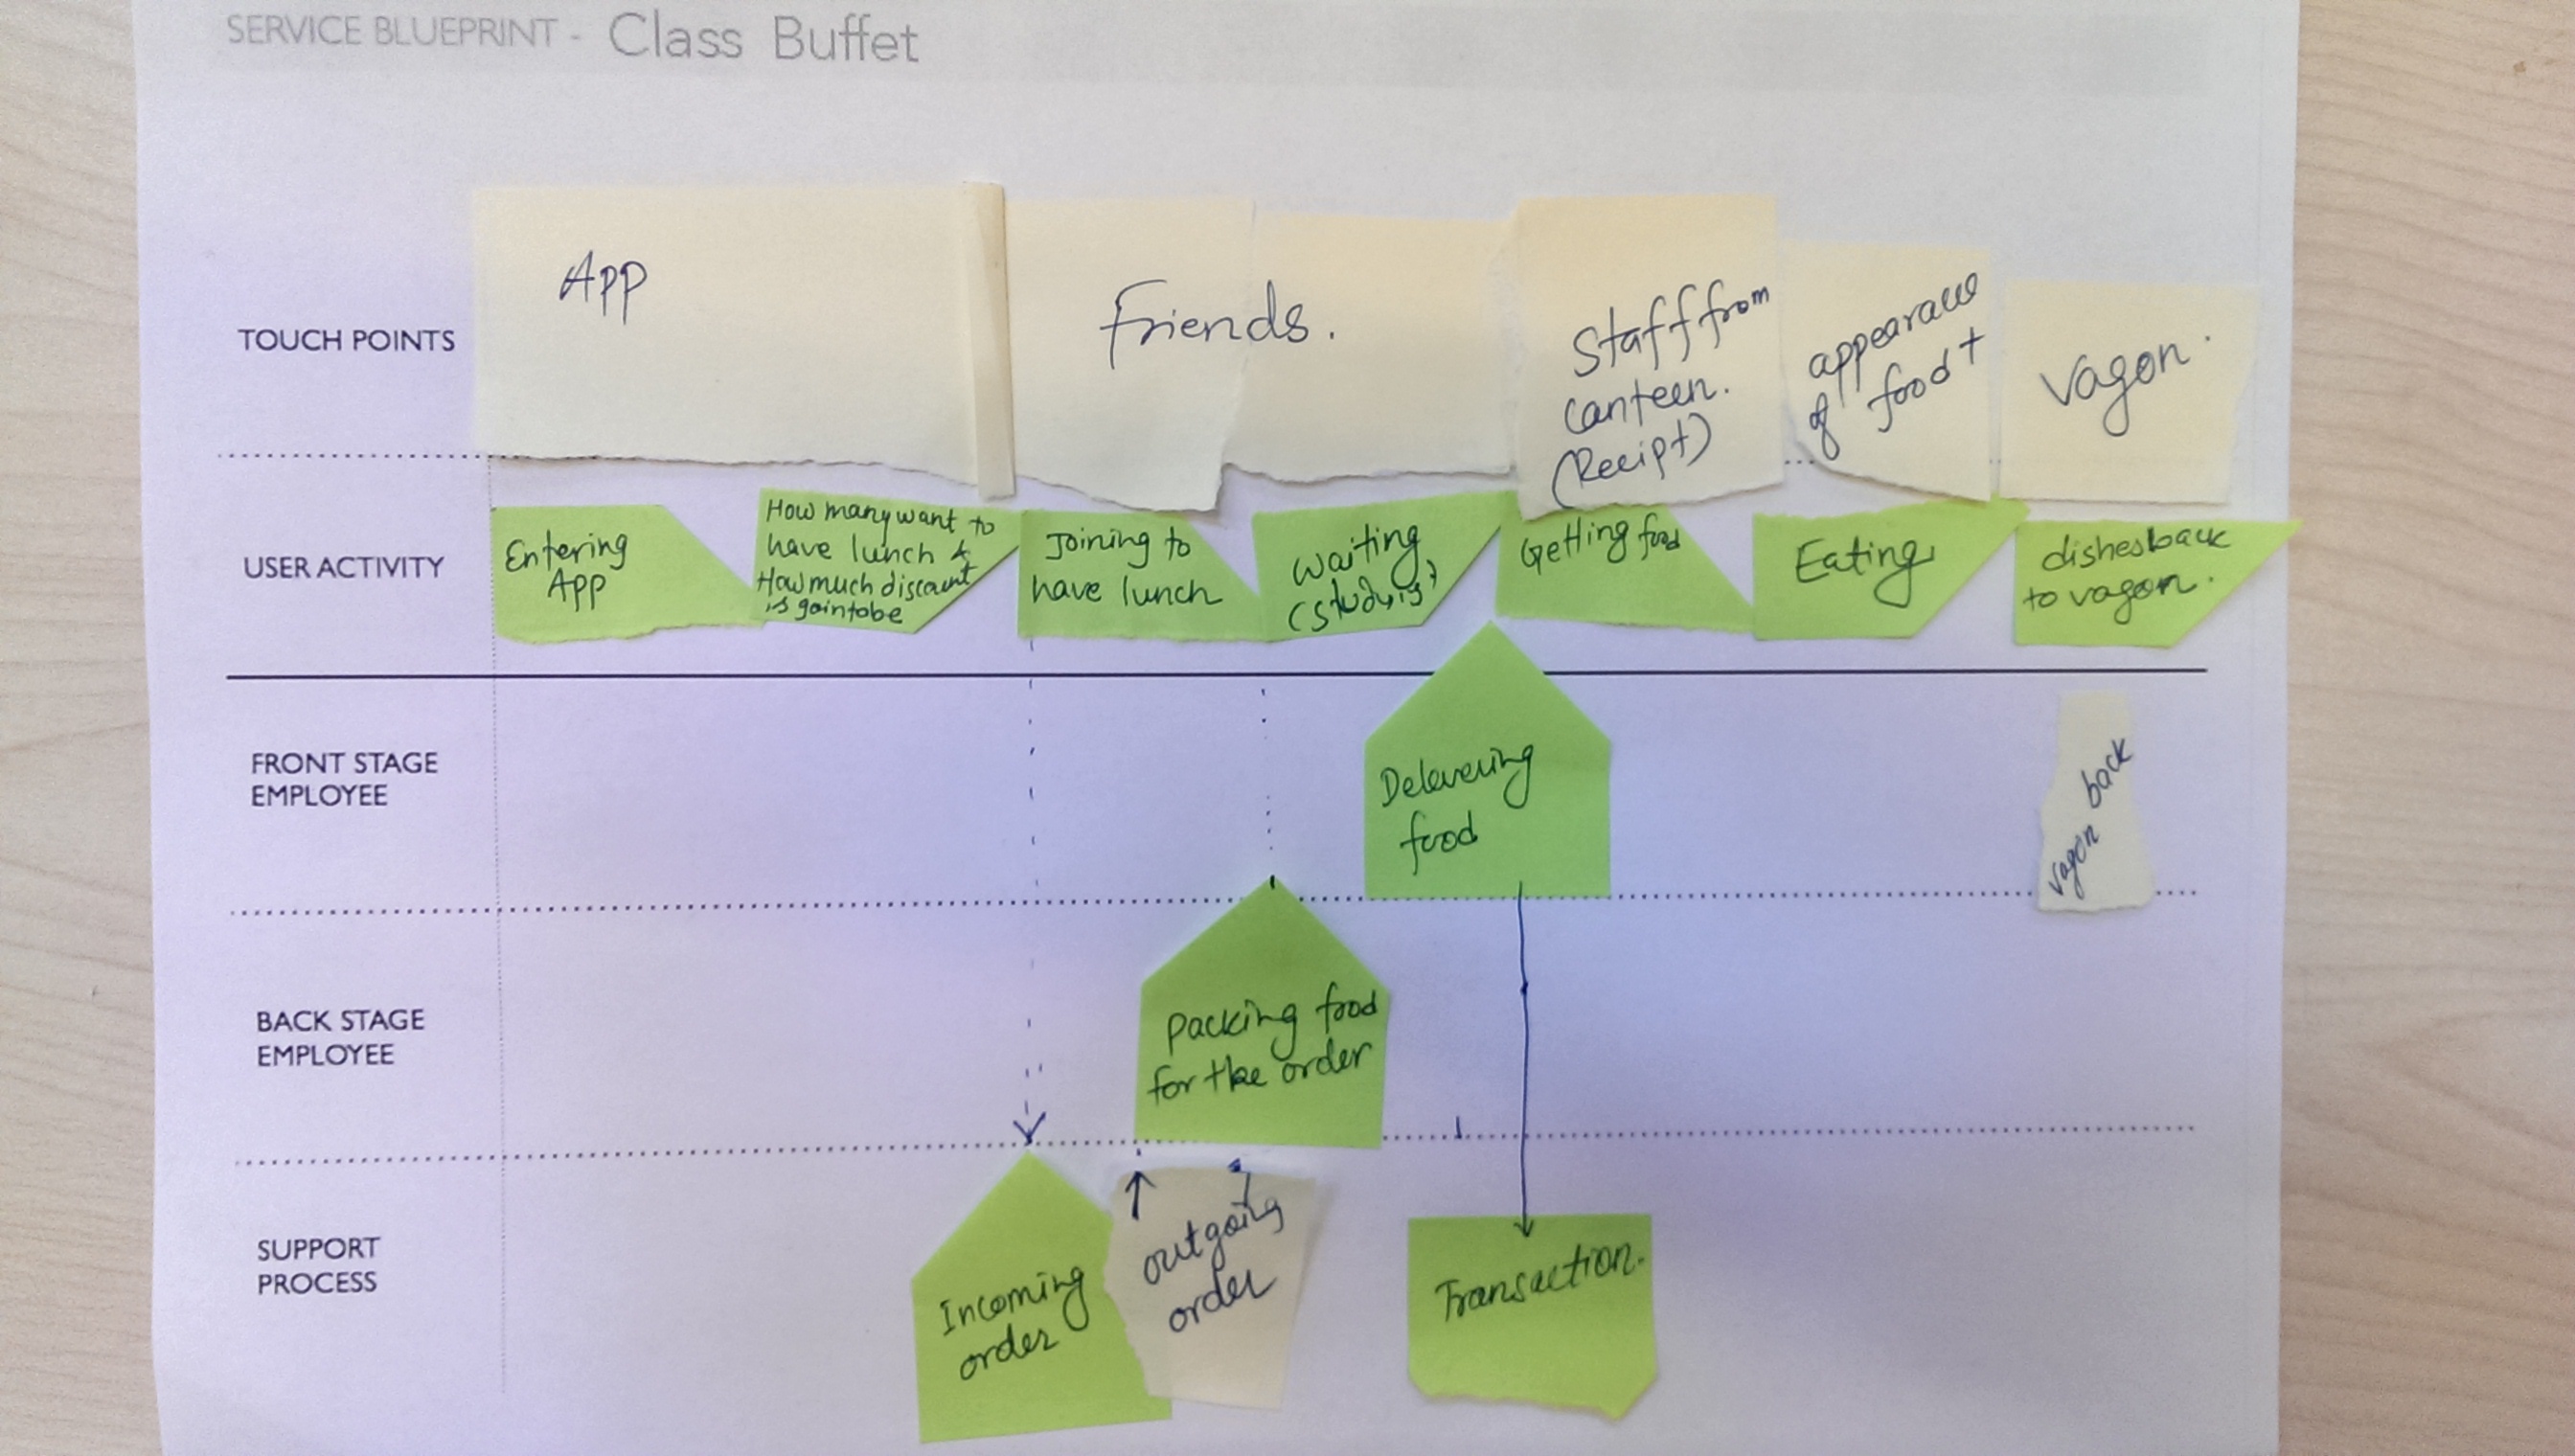 SERVICE BLUEPRINT - Class Buffet
TOUCH POINTS
App
Friends.
Staff from
canteen.
(Recipt)
appearace
of food +
Vagon.
USER ACTIVITY
Entering
App
How many want to
have lunch &
How much discount
is gointobe
Joining to
have lunch
waiting
Getting food
Eating
dishes back
to vagon.
FRONT STAGE
EMPLOYEE
Delevering
food
vagon back
BACK STAGE
EMPLOYEE
Packing food
for the order
SUPPORT
PROCESS
Incoming
order
outgoing
order
Transaction.